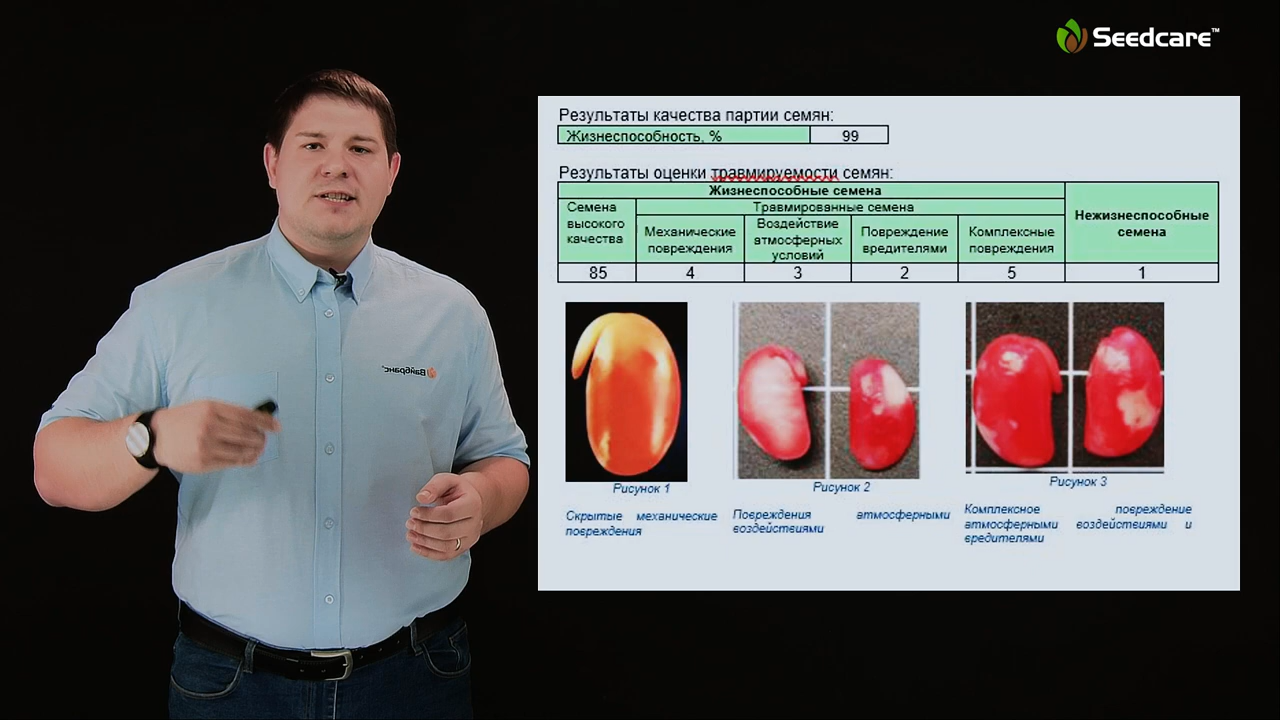 Seedcare™
Результаты качества партии семян:
Жизнеспособность, % 99
Результаты оценки травмируемости семян:
Жизнеспособные семена
Семена
высокого
качества
Травмированные семена
Механические
повреждения
Воздействие
атмосферных
условий
Повреждение
вредителями
Комплексные
повреждения
Нежизнеспособные
семена
85 4 3 2 5 1
Вайбранс
Рисунок 1
Рисунок 2
Рисунок 3
Скрытые механические
повреждения
Повреждения атмосферными
воздействиями
Комплексное повреждение
атмосферными воздействиями и
вредителями